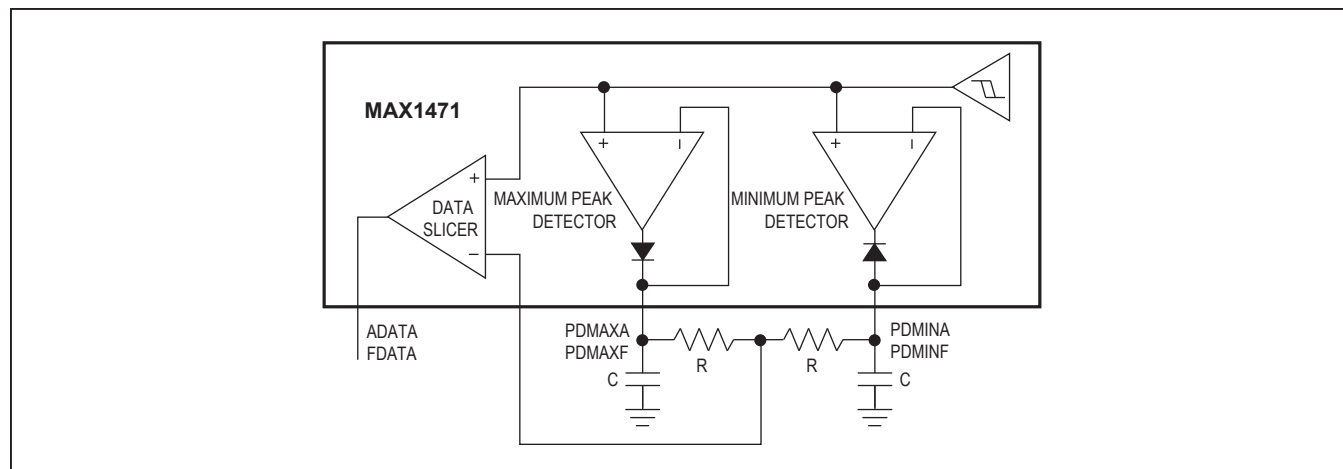 MAX1471
+
−
+
−
MAXIMUM PEAK
DETECTOR
MINIMUM PEAK
DETECTOR
+
DATA
SLICER
−
ADATA
FDATA
PDMAXA
PDMAXF
R
R
PDMINA
PDMINF
C
C